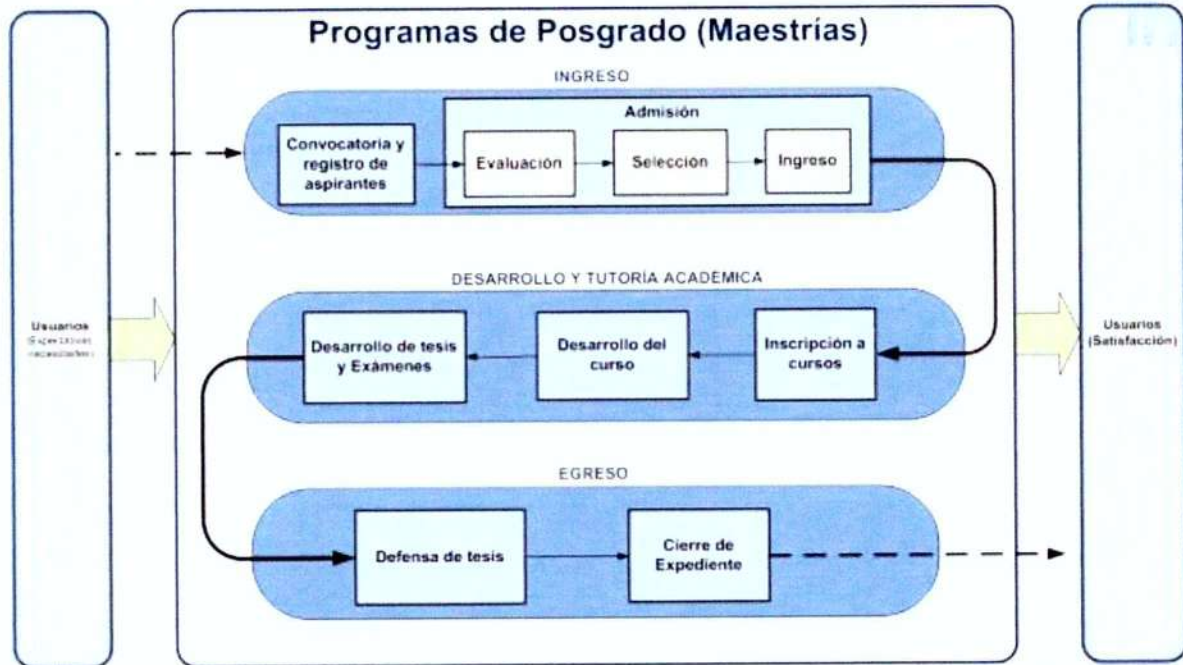 Programas de Posgrado (Maestrías)
INGRESO
Admisión
Convocatoria y
registro de
aspirantes
Evaluación
Selección
Ingreso
DESARROLLO Y TUTORÍA ACADÉMICA
Usuarios
Desarrollo de tesis
y Exámenes
Desarrollo del
curso
Inscripción a
cursos
Usuarios
(Satisfacción)
EGRESO
Defensa de tesis
Cierre de
Expediente